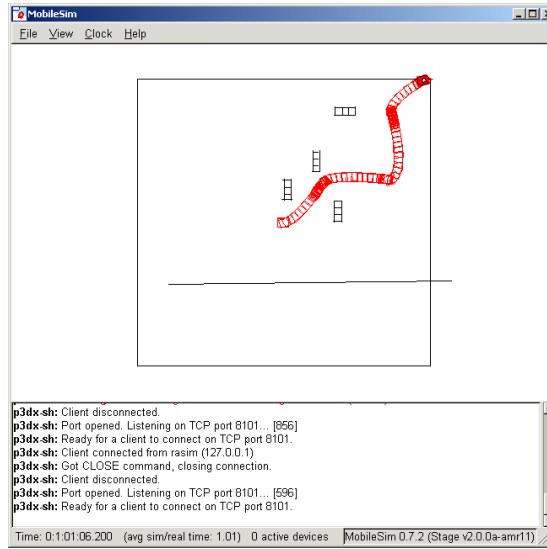 MobileSim
File View Clock Help
p3dx-sh: Client disconnected.
p3dx-sh: Port opened. Listening on TCP port 8101... [856]
p3dx-sh: Ready for a client to connect on TCP port 8101.
p3dx-sh: Client connected from rasim (127.0.0.1)
p3dx-sh: Got CLOSE command, closing connection.
p3dx-sh: Client disconnected.
p3dx-sh: Port opened. Listening on TCP port 8101... [596]
p3dx-sh: Ready for a client to connect on TCP port 8101.
Time: 0:1:01:06.200 (avg sim/real time: 1.01) 0 active devices MobileSim 0.7.2 (Stage v2.0.0a-amr11)